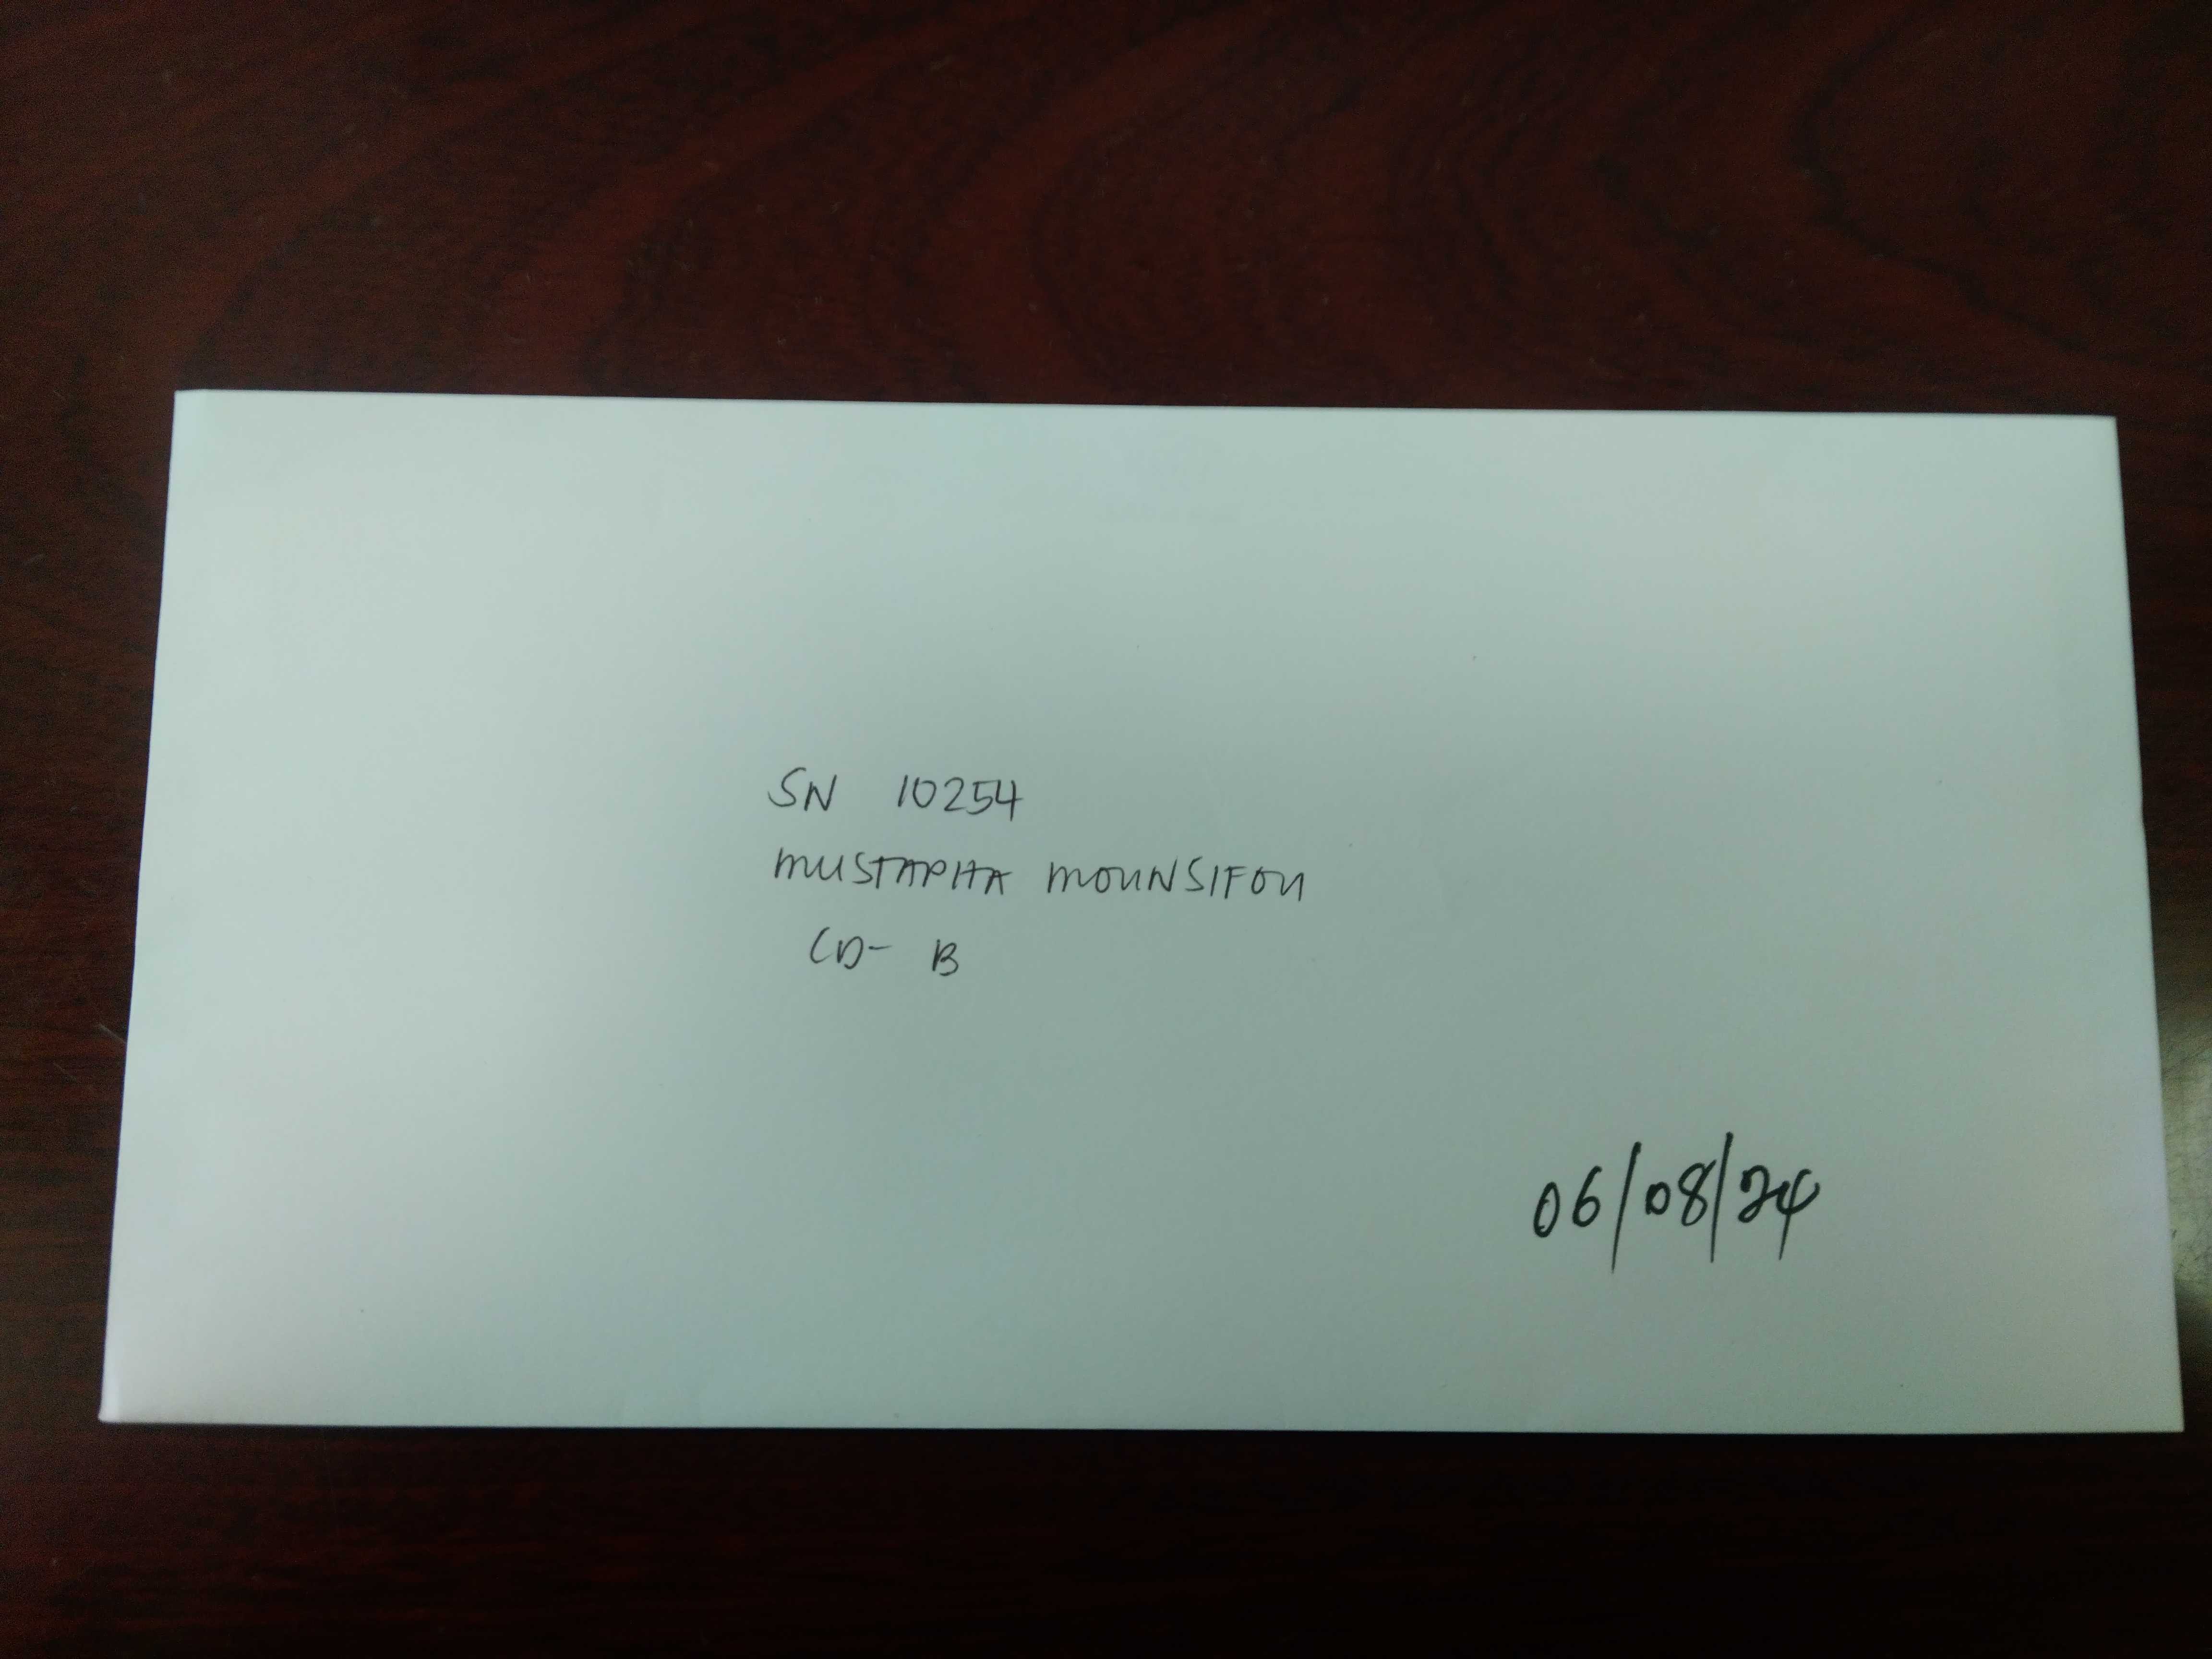 SN 10254
MUSTAPHA MOUNSIFOU
CD- B
06/08/24